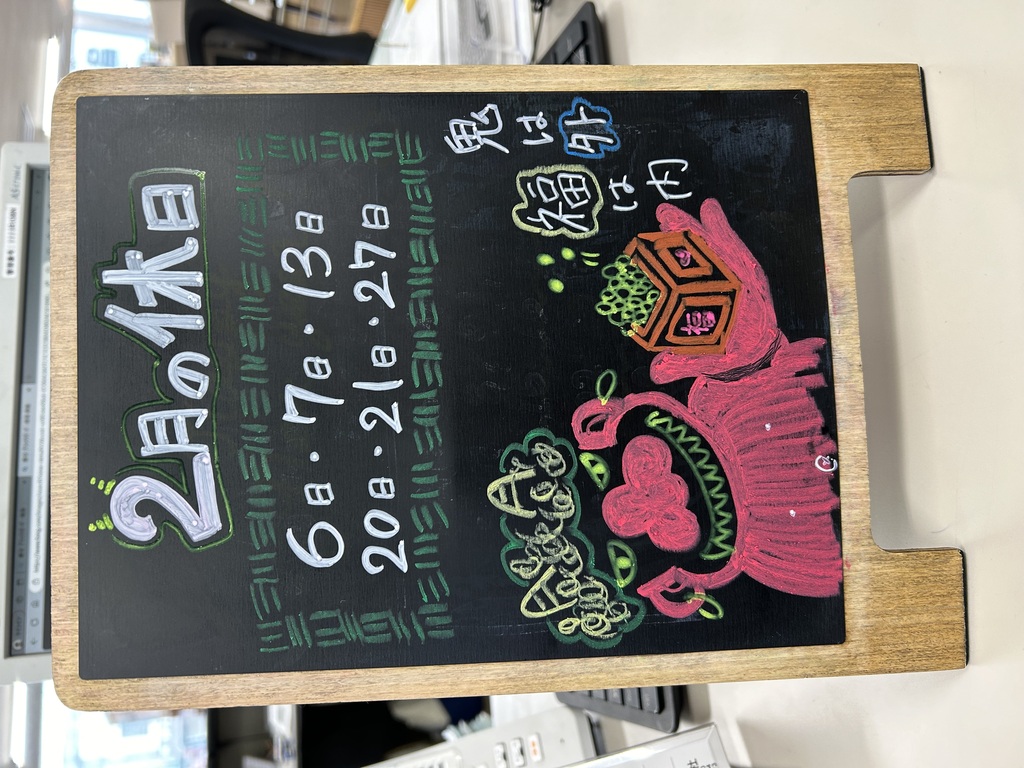 2月の休日
6日・7日・13日
20日・21日・27日
鬼は外
福は内
福